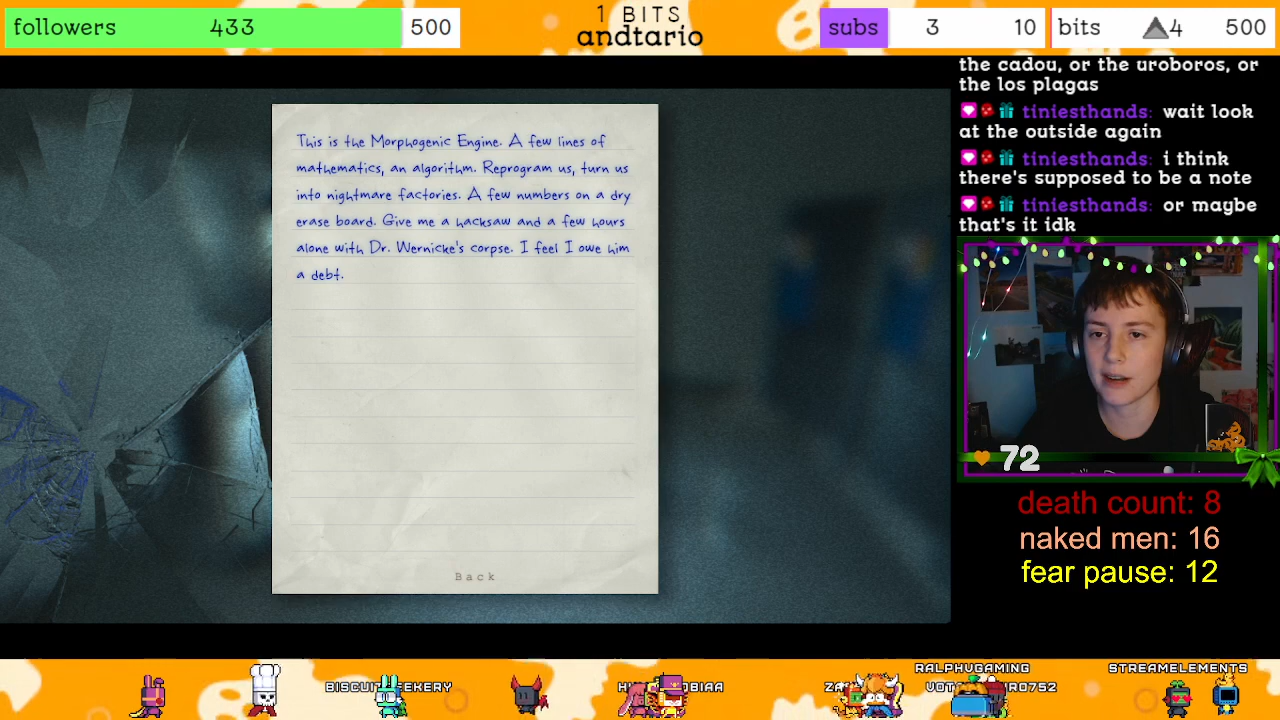 followers 433 500
1 BITS
andtario
subs 3 10
bits 4 500
the cadou, or the uroboros, or
the los plagas
tiniesthands: wait look
at the outside again
tiniesthands: i think
there's supposed to be a note
tiniesthands: or maybe
that's it idk
This is the Morphogenic Engine. A few lines of
mathematics, an algorithm. Reprogram us, turn us
into nightmare factories. A few numbers on a dry
erase board. Give me a hacksaw and a few hours
alone with Dr. Wernicke's corpse. I feel I owe him
a debt.
Back
72
death count: 8
naked men: 16
fear pause: 12
RALPHVGAMING
STREAMELEMENTS